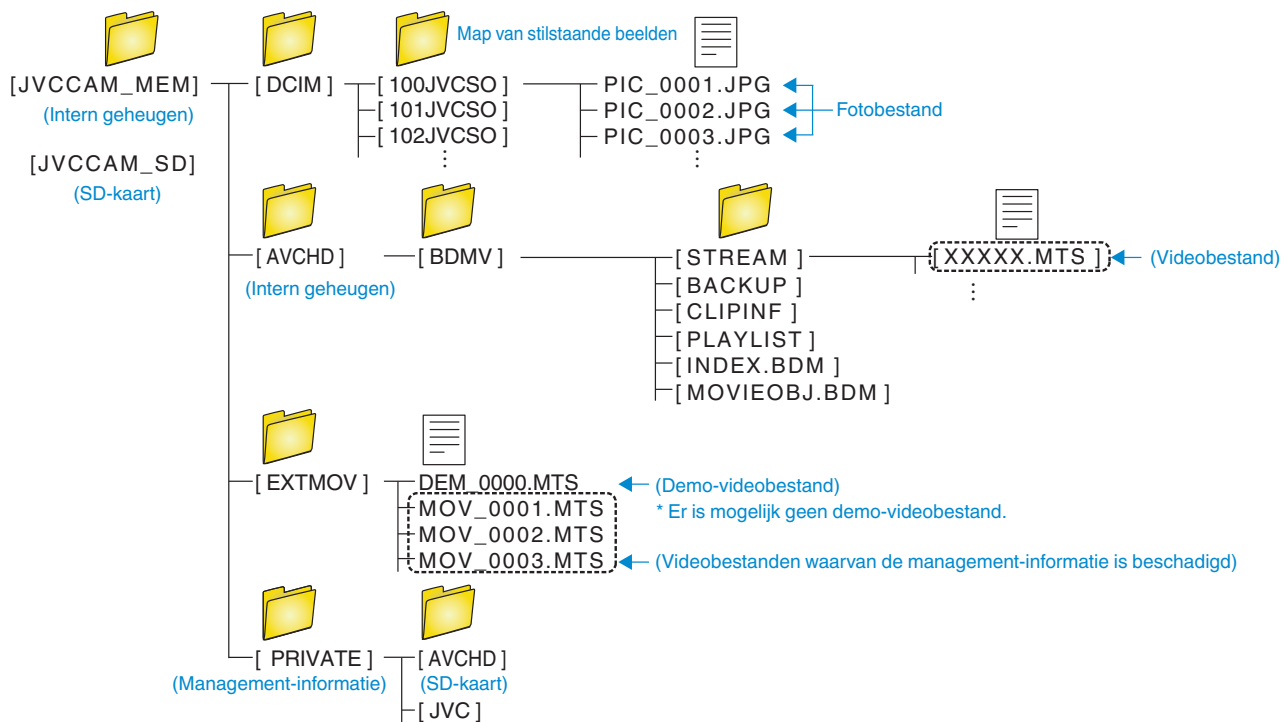 Map van stilstaande beelden
[JVCCAM_MEM]
(Intern geheugen)
[JVCCAM_SD]
(SD-kaart)
[DCIM]
[100JVCSO]
[101JVCSO]
[102JVCSO]
PIC_0001.JPG
PIC_0002.JPG
PIC_0003.JPG
Fotobestand
[AVCHD]
(Intern geheugen)
[BDMV]
[STREAM]
[BACKUP]
[CLIPINF]
[PLAYLIST]
[INDEX.BDM]
[MOVIEOBJ.BDM]
[XXXXX.MTS]
(Videobestand)
[EXTMOV]
DEM_0000.MTS
(Demo-videobestand)
* Er is mogelijk geen demo-videobestand.
MOV_0001.MTS
MOV_0002.MTS
MOV_0003.MTS
(Videobestanden waarvan de management-informatie is beschadigd)
[PRIVATE]
(Management-informatie)
[AVCHD]
(SD-kaart)
[JVC]